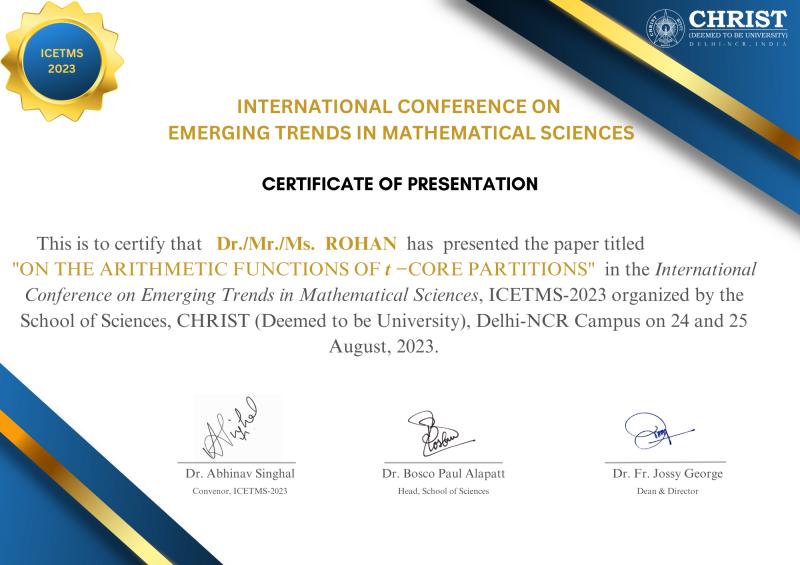 ICETMS
2023
CHRIST
(DEEMED TO BE UNIVERSITY)
DELHI-NCR, INDIA
INTERNATIONAL CONFERENCE ON
EMERGING TRENDS IN MATHEMATICAL SCIENCES
CERTIFICATE OF PRESENTATION
This is to certify that Dr./Mr./Ms. ROHAN has presented the paper titled
"ON THE ARITHMETIC FUNCTIONS OF t –CORE PARTITIONS" in the International
Conference on Emerging Trends in Mathematical Sciences, ICETMS-2023 organized by the
School of Sciences, CHRIST (Deemed to be University), Delhi-NCR Campus on 24 and 25
August, 2023.
Dr. Abhinav Singhal
Convenor, ICETMS-2023
Dr. Bosco Paul Alapatt
Head, School of Sciences
Dr. Fr. Jossy George
Dean & Director